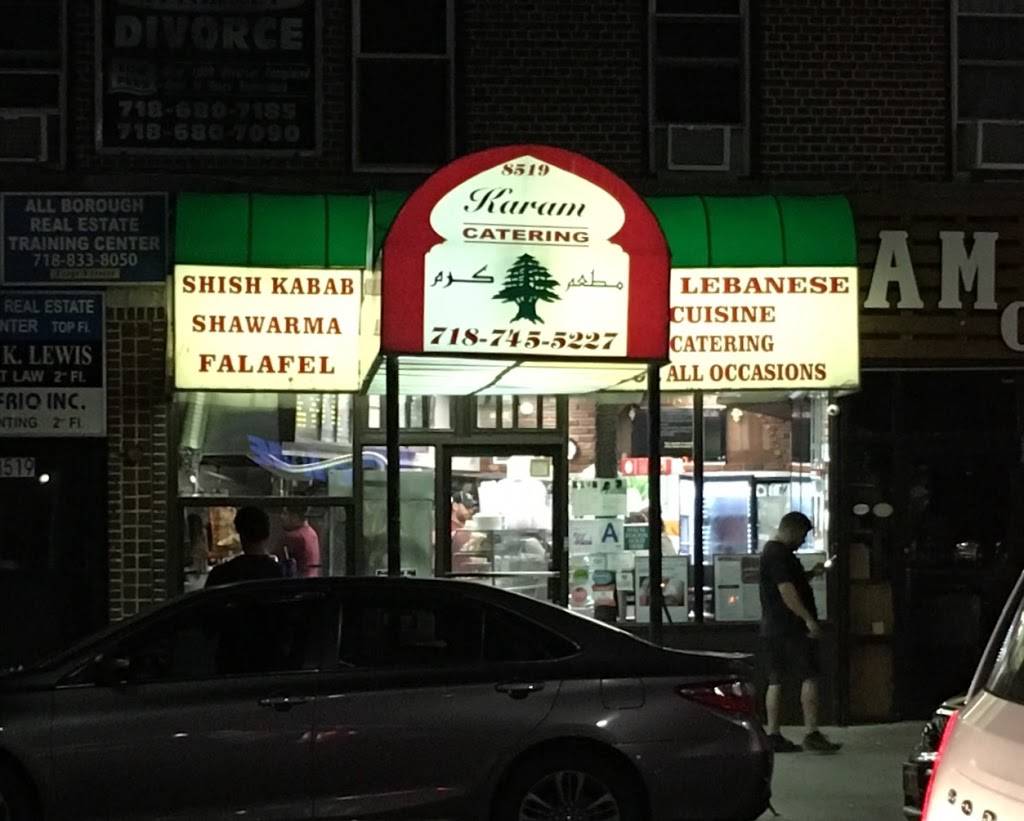 DIVORCE
718-680-7185
718-680-7090
ALL BOROUGH
REAL ESTATE
TRAINING CENTER
718-833-8050
REAL ESTATE
NTER TOP Fl.
K. LEWIS
T LAW 2ⁿᵈ FL.
FRIO INC.
NTING 2ⁿᵈ Fl.
8519
SHISH KABAB
SHAWARMA
FALAFEL
8519
Karam
CATERING
مطعم كرم
718-745-5227
LEBANESE
CUISINE
CATERING
ALL OCCASIONS
AM
C
A